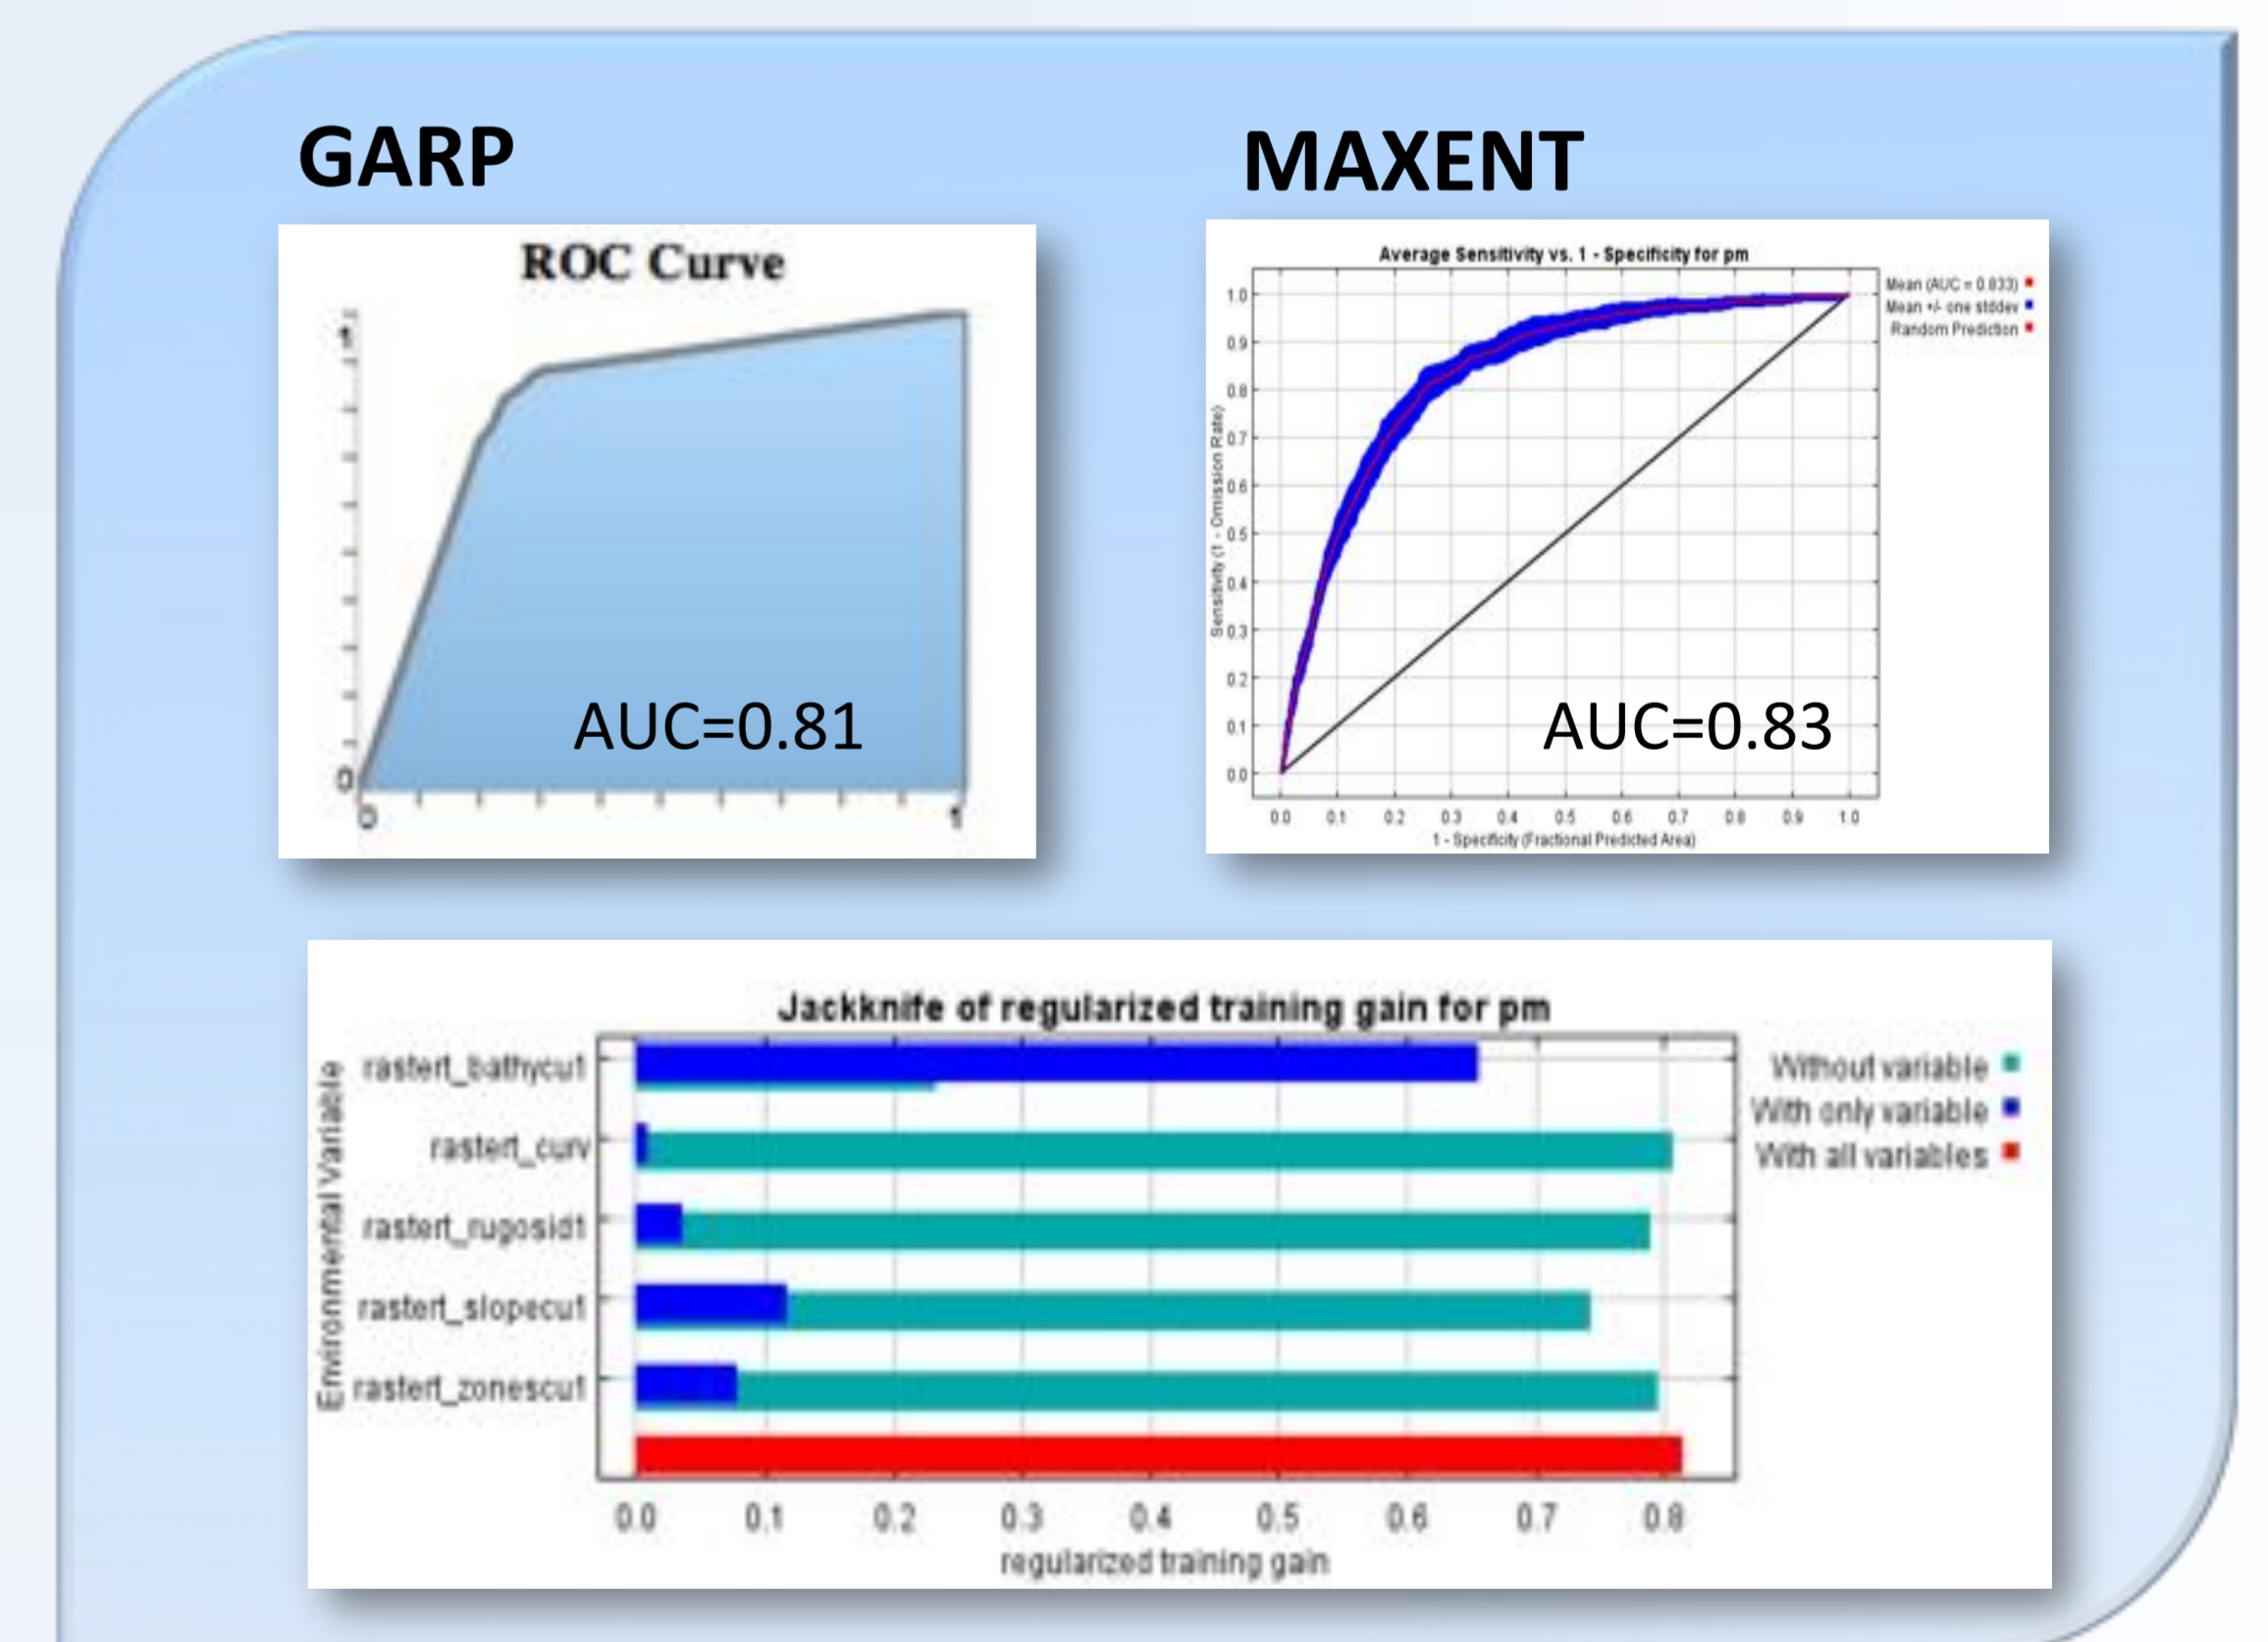 GARP
MAXENT
ROC Curve
0
0
1
AUC=0.81
Average Sensitivity vs. 1 - Specificity for pm
Mean (AUC = 0.833)
Mean +/- one stddev
Random Prediction
Sensitivity (1 - Omission Rate)
1.0
0.9
0.8
0.7
0.6
0.5
0.4
0.3
0.2
0.1
0.0
AUC=0.83
0.0 0.1 0.2 0.3 0.4 0.5 0.6 0.7 0.8 0.9 1.0
1 - Specificity (Fractional Predicted Area)
Jackknife of regularized training gain for pm
Environmental Variable
rastert_bathycu1
rastert_curv
rastert_rugosid1
rastert_slopecu1
rastert_zonescu1
Without variable
With only variable
With all variables
0.0 0.1 0.2 0.3 0.4 0.5 0.6 0.7 0.8
regularized training gain